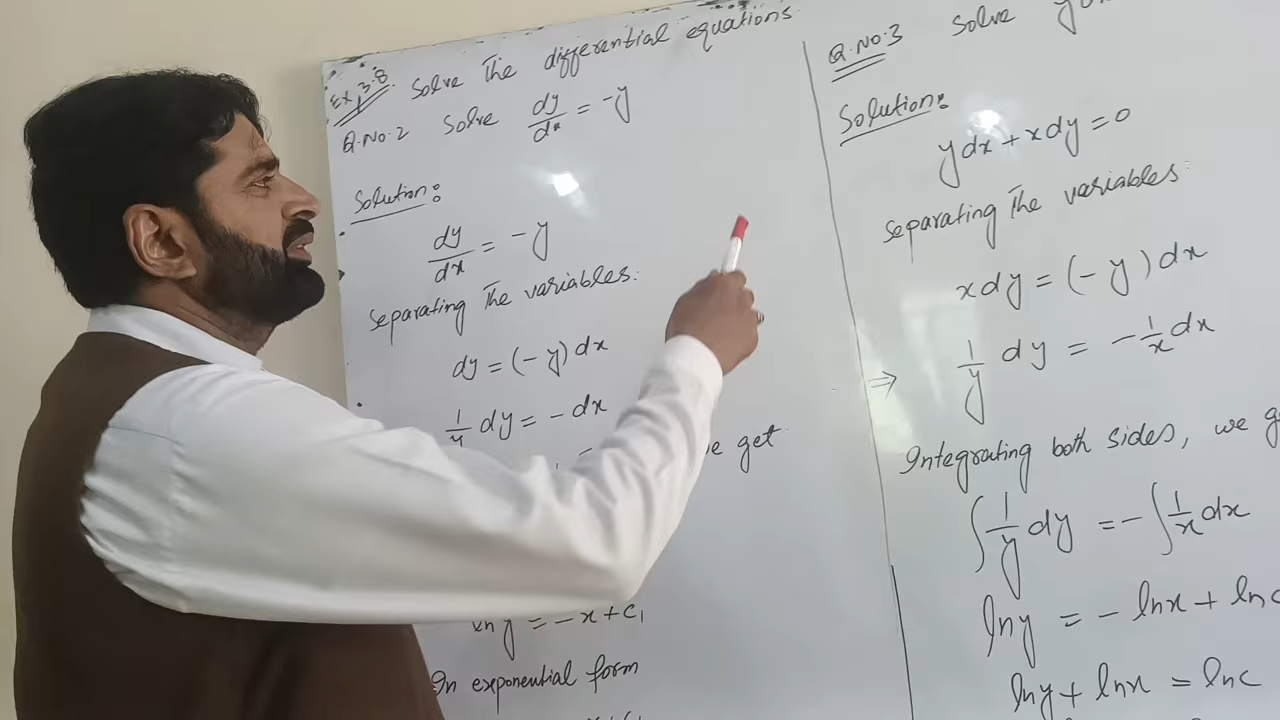 Ex, 3.8. Solve The differential equations
Q.No.2 Solve dy/dx = -y
Solution:
dy/dx = -y
Separating The variables:
dy = (-y) dx
1/y dy = - dx
we get
ln y = -x + c₁
In exponential form
Q.No.3 Solve
Solution:
y dx + x dy = 0
Separating The variables:
x dy = (-y) dx
⇒ 1/y dy = - 1/x dx
Integrating both sides, we
∫ 1/y dy = - ∫ 1/x dx
ln y = - ln x + ln c
ln y + ln x = ln c